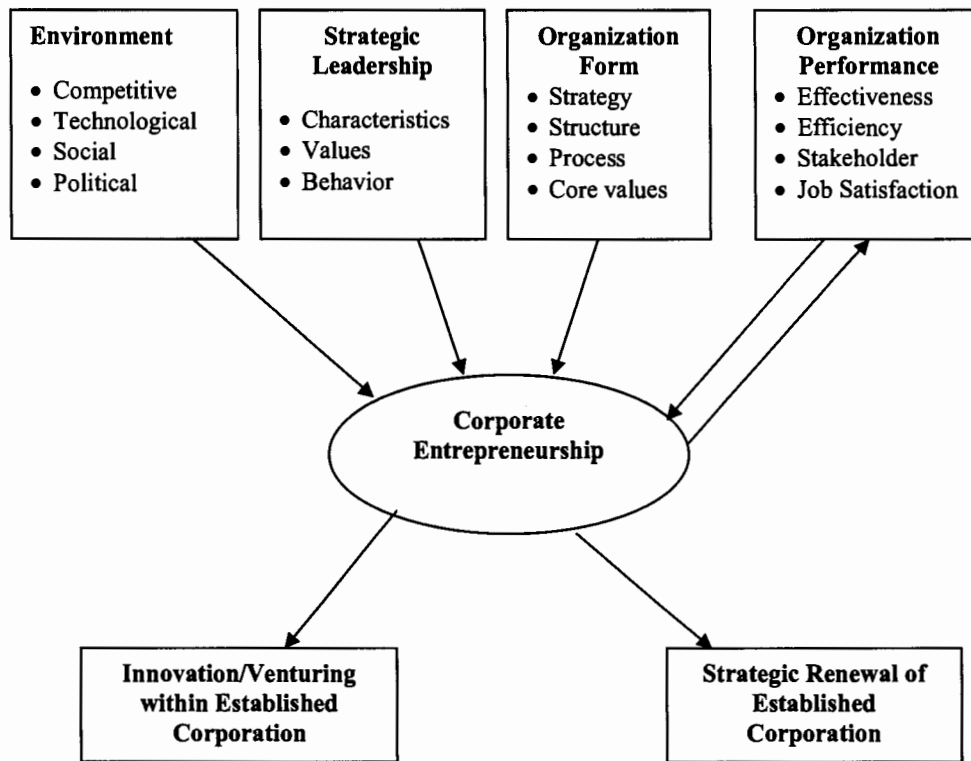 Environment
• Competitive
• Technological
• Social
• Political
Strategic
Leadership
• Characteristics
• Values
• Behavior
Organization
Form
• Strategy
• Structure
• Process
• Core values
Organization
Performance
• Effectiveness
• Efficiency
• Stakeholder
• Job Satisfaction
Corporate
Entrepreneurship
Innovation/Venturing
within Established
Corporation
Strategic Renewal of
Established
Corporation